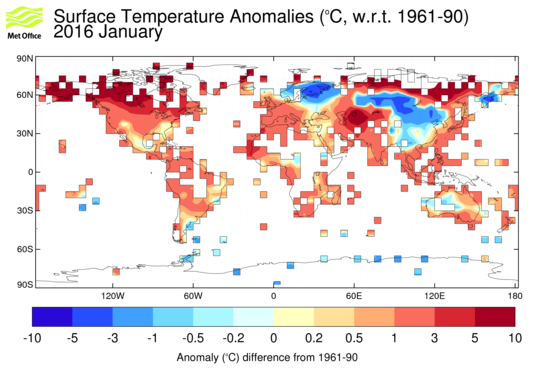 Surface Temperature Anomalies (°C, w.r.t. 1961-90)
2016 January
Met Office
90N
60N
30N
0
30S
60S
90S
120W 60W 0 60E 120E 180
-10 -5 -3 -1 -0.5 -0.2 0 0.2 0.5 1 3 5 10
Anomaly (°C) difference from 1961-90